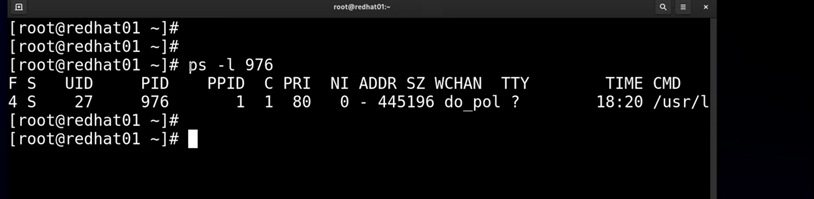 root@redhat01:~
[root@redhat01 ~]#
[root@redhat01 ~]#
[root@redhat01 ~]# ps -l 976
F S   UID     PID    PPID  C PRI  NI ADDR SZ WCHAN  TTY        TIME CMD
4 S    27     976       1  1  80   0 - 445196 do_pol ?       18:20 /usr/l
[root@redhat01 ~]#
[root@redhat01 ~]#